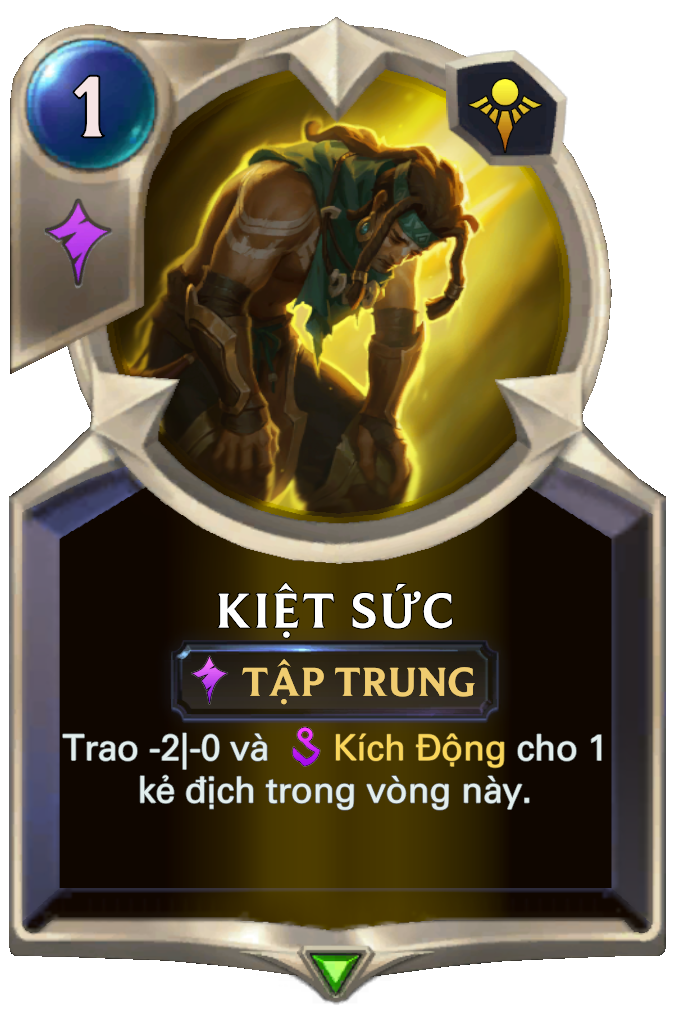 1
KIỆT SỨC
TẬP TRUNG
Trao -2|-0 và Kích Động cho 1
kẻ địch trong vòng này.